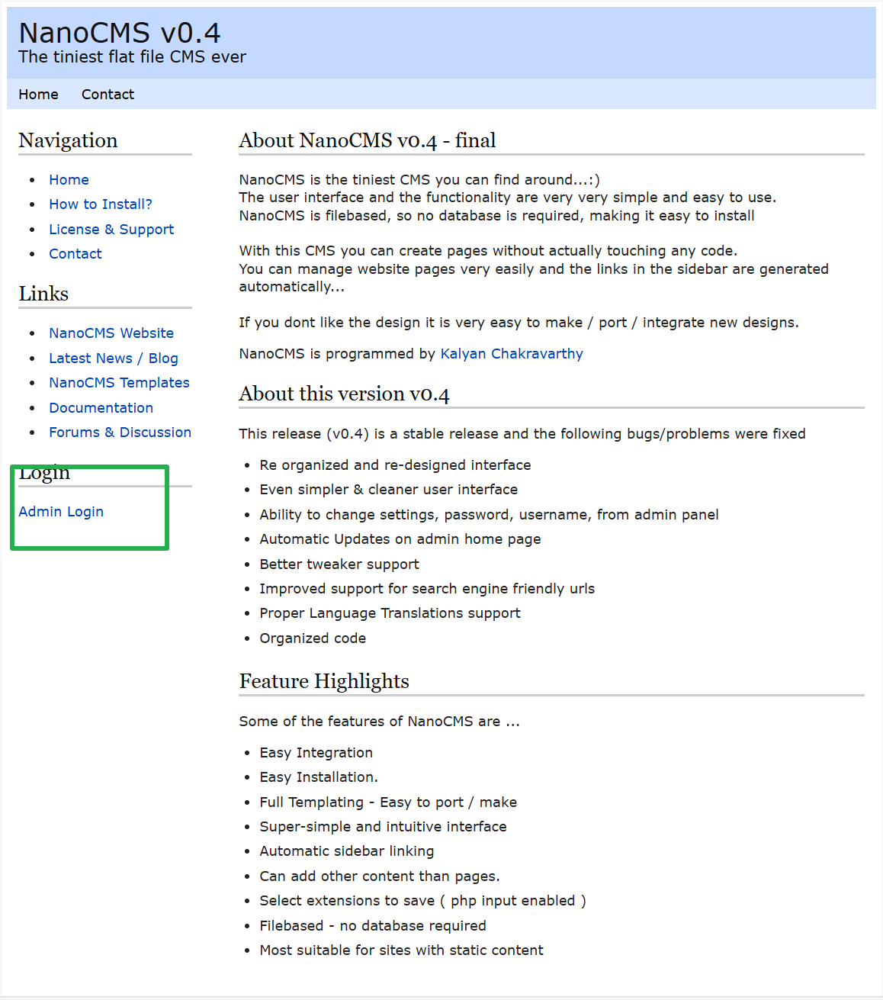 NanoCMS v0.4
The tiniest flat file CMS ever
Home Contact
Navigation
Home
How to Install?
License & Support
Contact
Links
NanoCMS Website
Latest News / Blog
NanoCMS Templates
Documentation
Forums & Discussion
Login
Admin Login
About NanoCMS v0.4 - final
NanoCMS is the tiniest CMS you can find around...:)
The user interface and the functionality are very very simple and easy to use.
NanoCMS is filebased, so no database is required, making it easy to install
With this CMS you can create pages without actually touching any code.
You can manage website pages very easily and the links in the sidebar are generated
automatically...
If you dont like the design it is very easy to make / port / integrate new designs.
NanoCMS is programmed by Kalyan Chakravarthy
About this version v0.4
This release (v0.4) is a stable release and the following bugs/problems were fixed
Re organized and re-designed interface
Even simpler & cleaner user interface
Ability to change settings, password, username, from admin panel
Automatic Updates on admin home page
Better tweaker support
Improved support for search engine friendly urls
Proper Language Translations support
Organized code
Feature Highlights
Some of the features of NanoCMS are ...
Easy Integration
Easy Installation.
Full Templating - Easy to port / make
Super-simple and intuitive interface
Automatic sidebar linking
Can add other content than pages.
Select extensions to save ( php input enabled )
Filebased - no database required
Most suitable for sites with static content